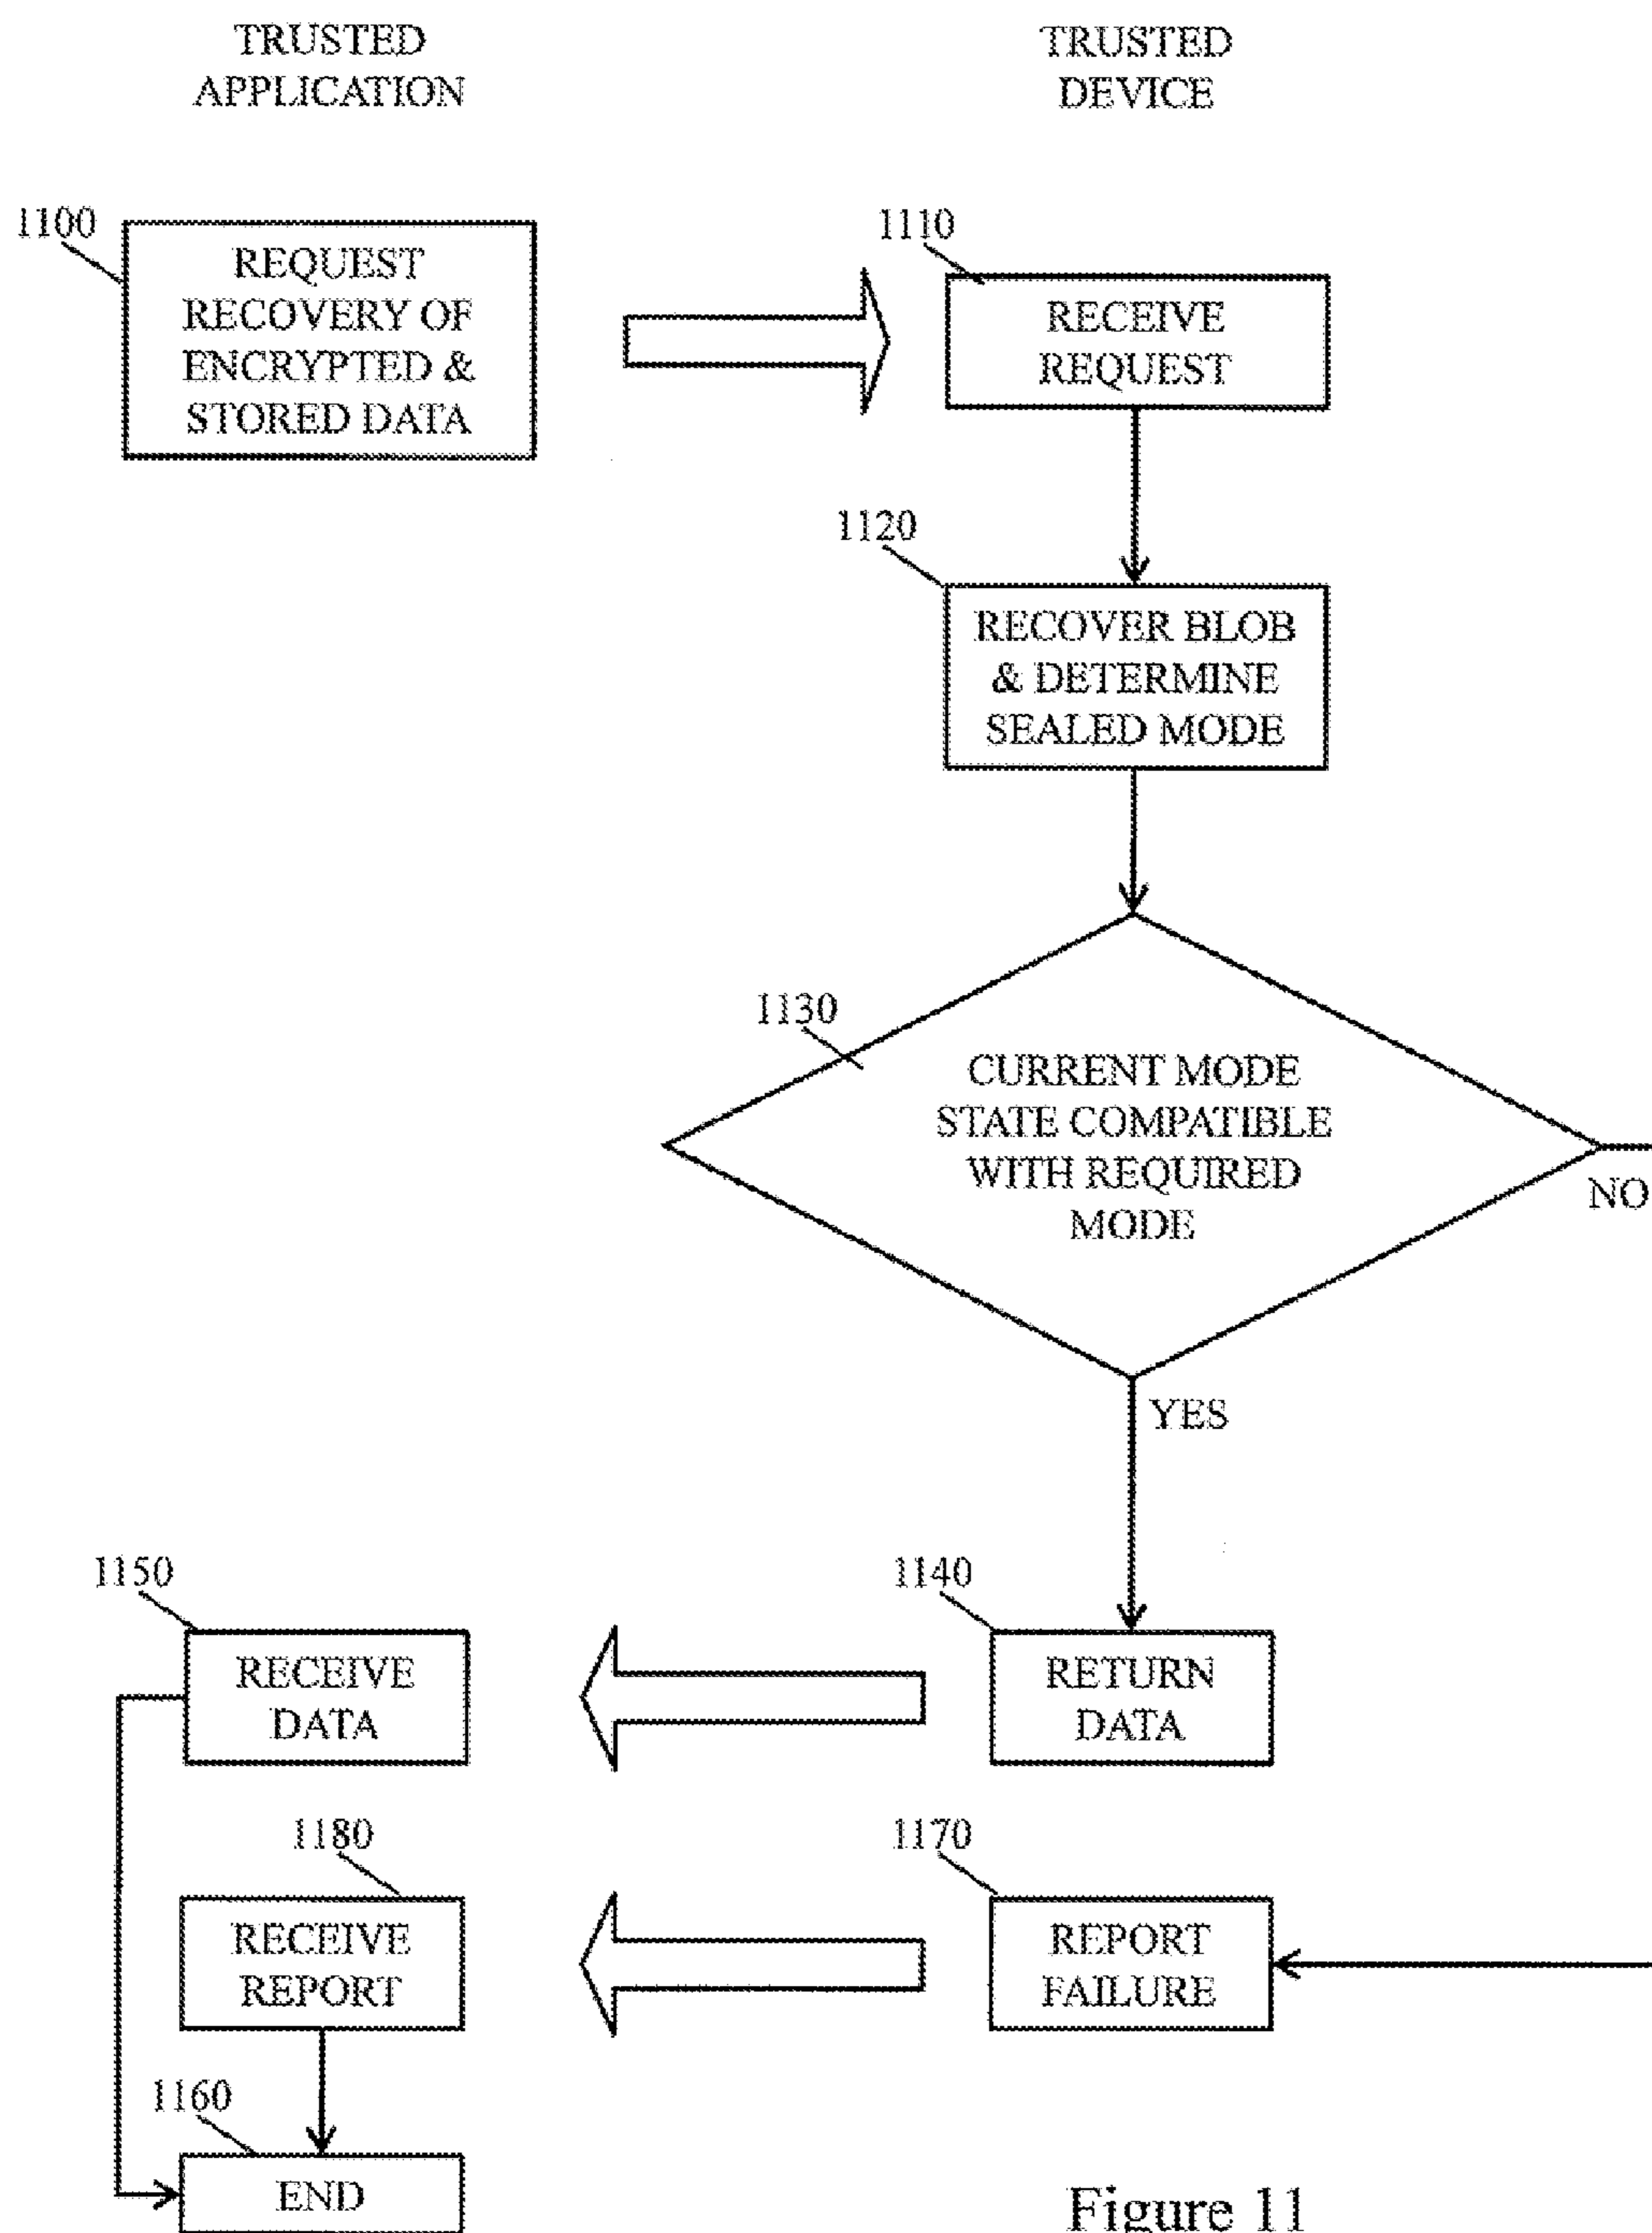 TRUSTED
APPLICATION
TRUSTED
DEVICE
1100
REQUEST
RECOVERY OF
ENCRYPTED &
STORED DATA
1110
RECEIVE
REQUEST
1120
RECOVER BLOB
& DETERMINE
SEALED MODE
1130
CURRENT MODE
STATE COMPATIBLE
WITH REQUIRED
MODE
NO
YES
1150
RECEIVE
DATA
1140
RETURN
DATA
1180
RECEIVE
REPORT
1170
REPORT
FAILURE
1160
END
Figure 11